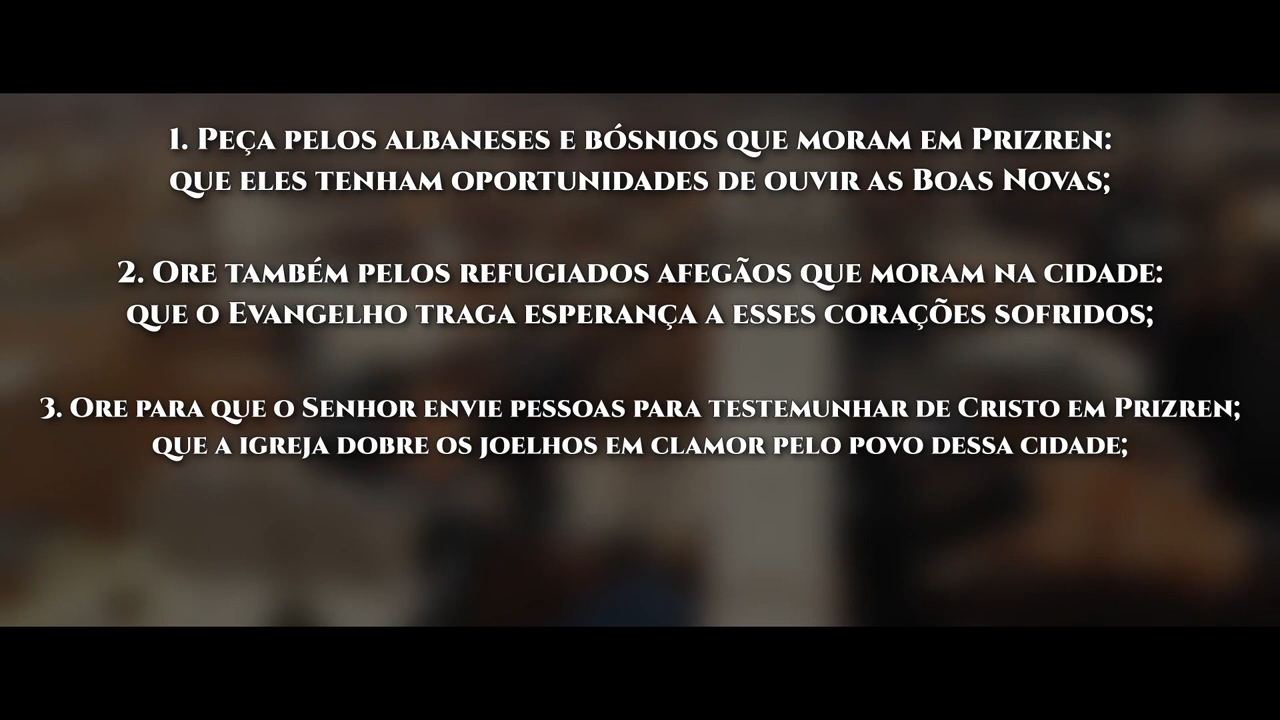 1. Peça pelos albaneses e bósnios que moram em Prizren:
que eles tenham oportunidades de ouvir as Boas Novas;
2. Ore também pelos refugiados afegãos que moram na cidade:
que o Evangelho traga esperança a esses corações sofridos;
3. Ore para que o Senhor envie pessoas para testemunhar de Cristo em Prizren;
que a igreja dobre os joelhos em clamor pelo povo dessa cidade;